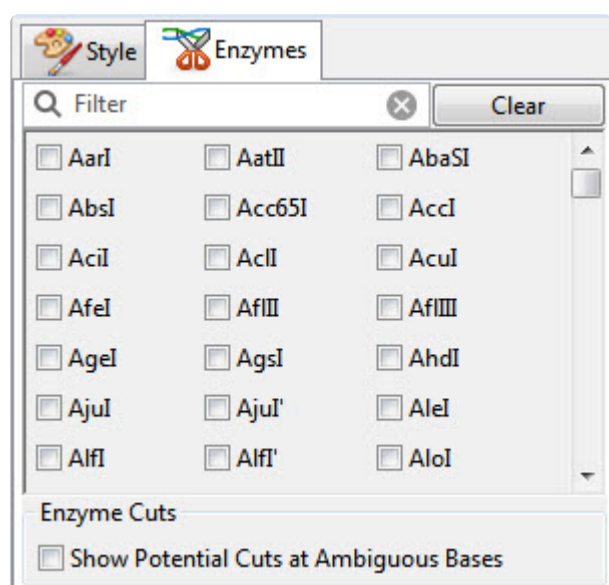 Style Enzymes
Filter Clear
AarI AatII AbaSI
AbsI Acc65I AccI
AciI AclI AcuI
AfeI AflII AflIII
AgeI AgsI AhdI
AjuI AjuI' AleI
AlfI AlfI' AloI
Enzyme Cuts
Show Potential Cuts at Ambiguous Bases